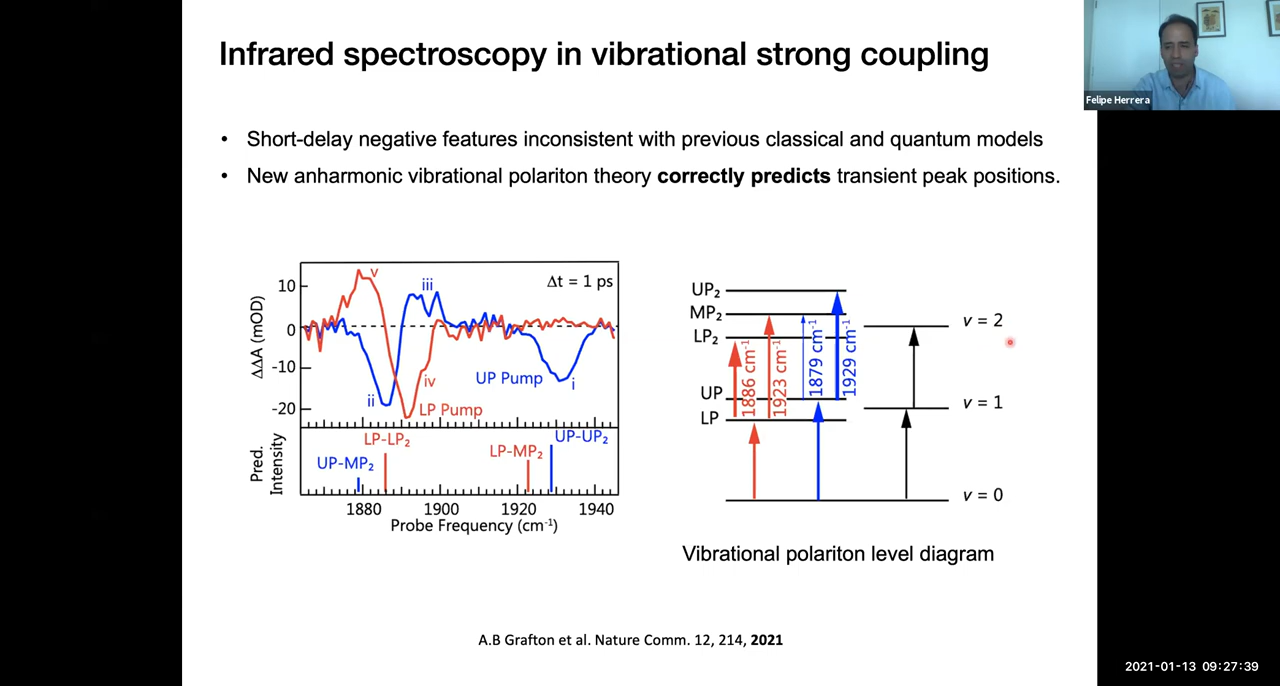 Infrared spectroscopy in vibrational strong coupling
Felipe Herrera
• Short-delay negative features inconsistent with previous classical and quantum models
• New anharmonic vibrational polariton theory correctly predicts transient peak positions.
ΔΔA (mOD)
10
0
-10
-20
v
iii
Δt = 1 ps
UP Pump
i
ii
iv
LP Pump
Pred.
Intensity
UP-MP₂
LP-LP₂
LP-MP₂
UP-UP₂
1880
1900
1920
1940
Probe Frequency (cm⁻¹)
UP₂
MP₂
LP₂
UP
LP
1886 cm⁻¹
1923 cm⁻¹
1879 cm⁻¹
1929 cm⁻¹
v = 2
v = 1
v = 0
Vibrational polariton level diagram
A.B Grafton et al. Nature Comm. 12, 214, 2021
2021-01-13 09:27:39